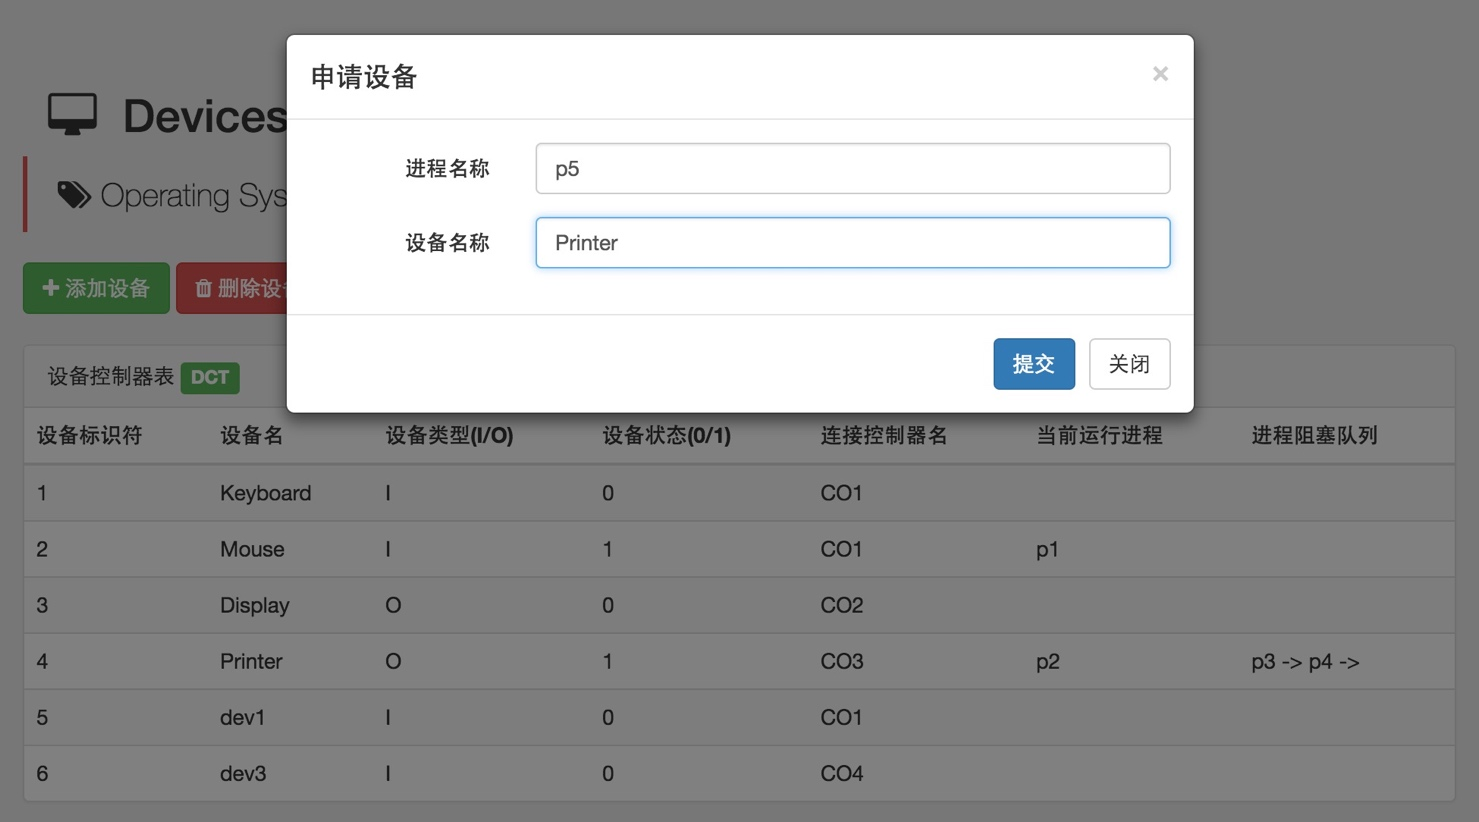 申请设备 ×
Devices
进程名称 p5
Operating Sys
设备名称 Printer
添加设备 删除设
提交 关闭
设备控制器表 DCT
设备标识符 设备名 设备类型(I/O) 设备状态(0/1) 连接控制器名 当前运行进程 进程阻塞队列
1 Keyboard I 0 CO1
2 Mouse I 1 CO1 p1
3 Display O 0 CO2
4 Printer O 1 CO3 p2 p3 -> p4 ->
5 dev1 I 0 CO1
6 dev3 I 0 CO4